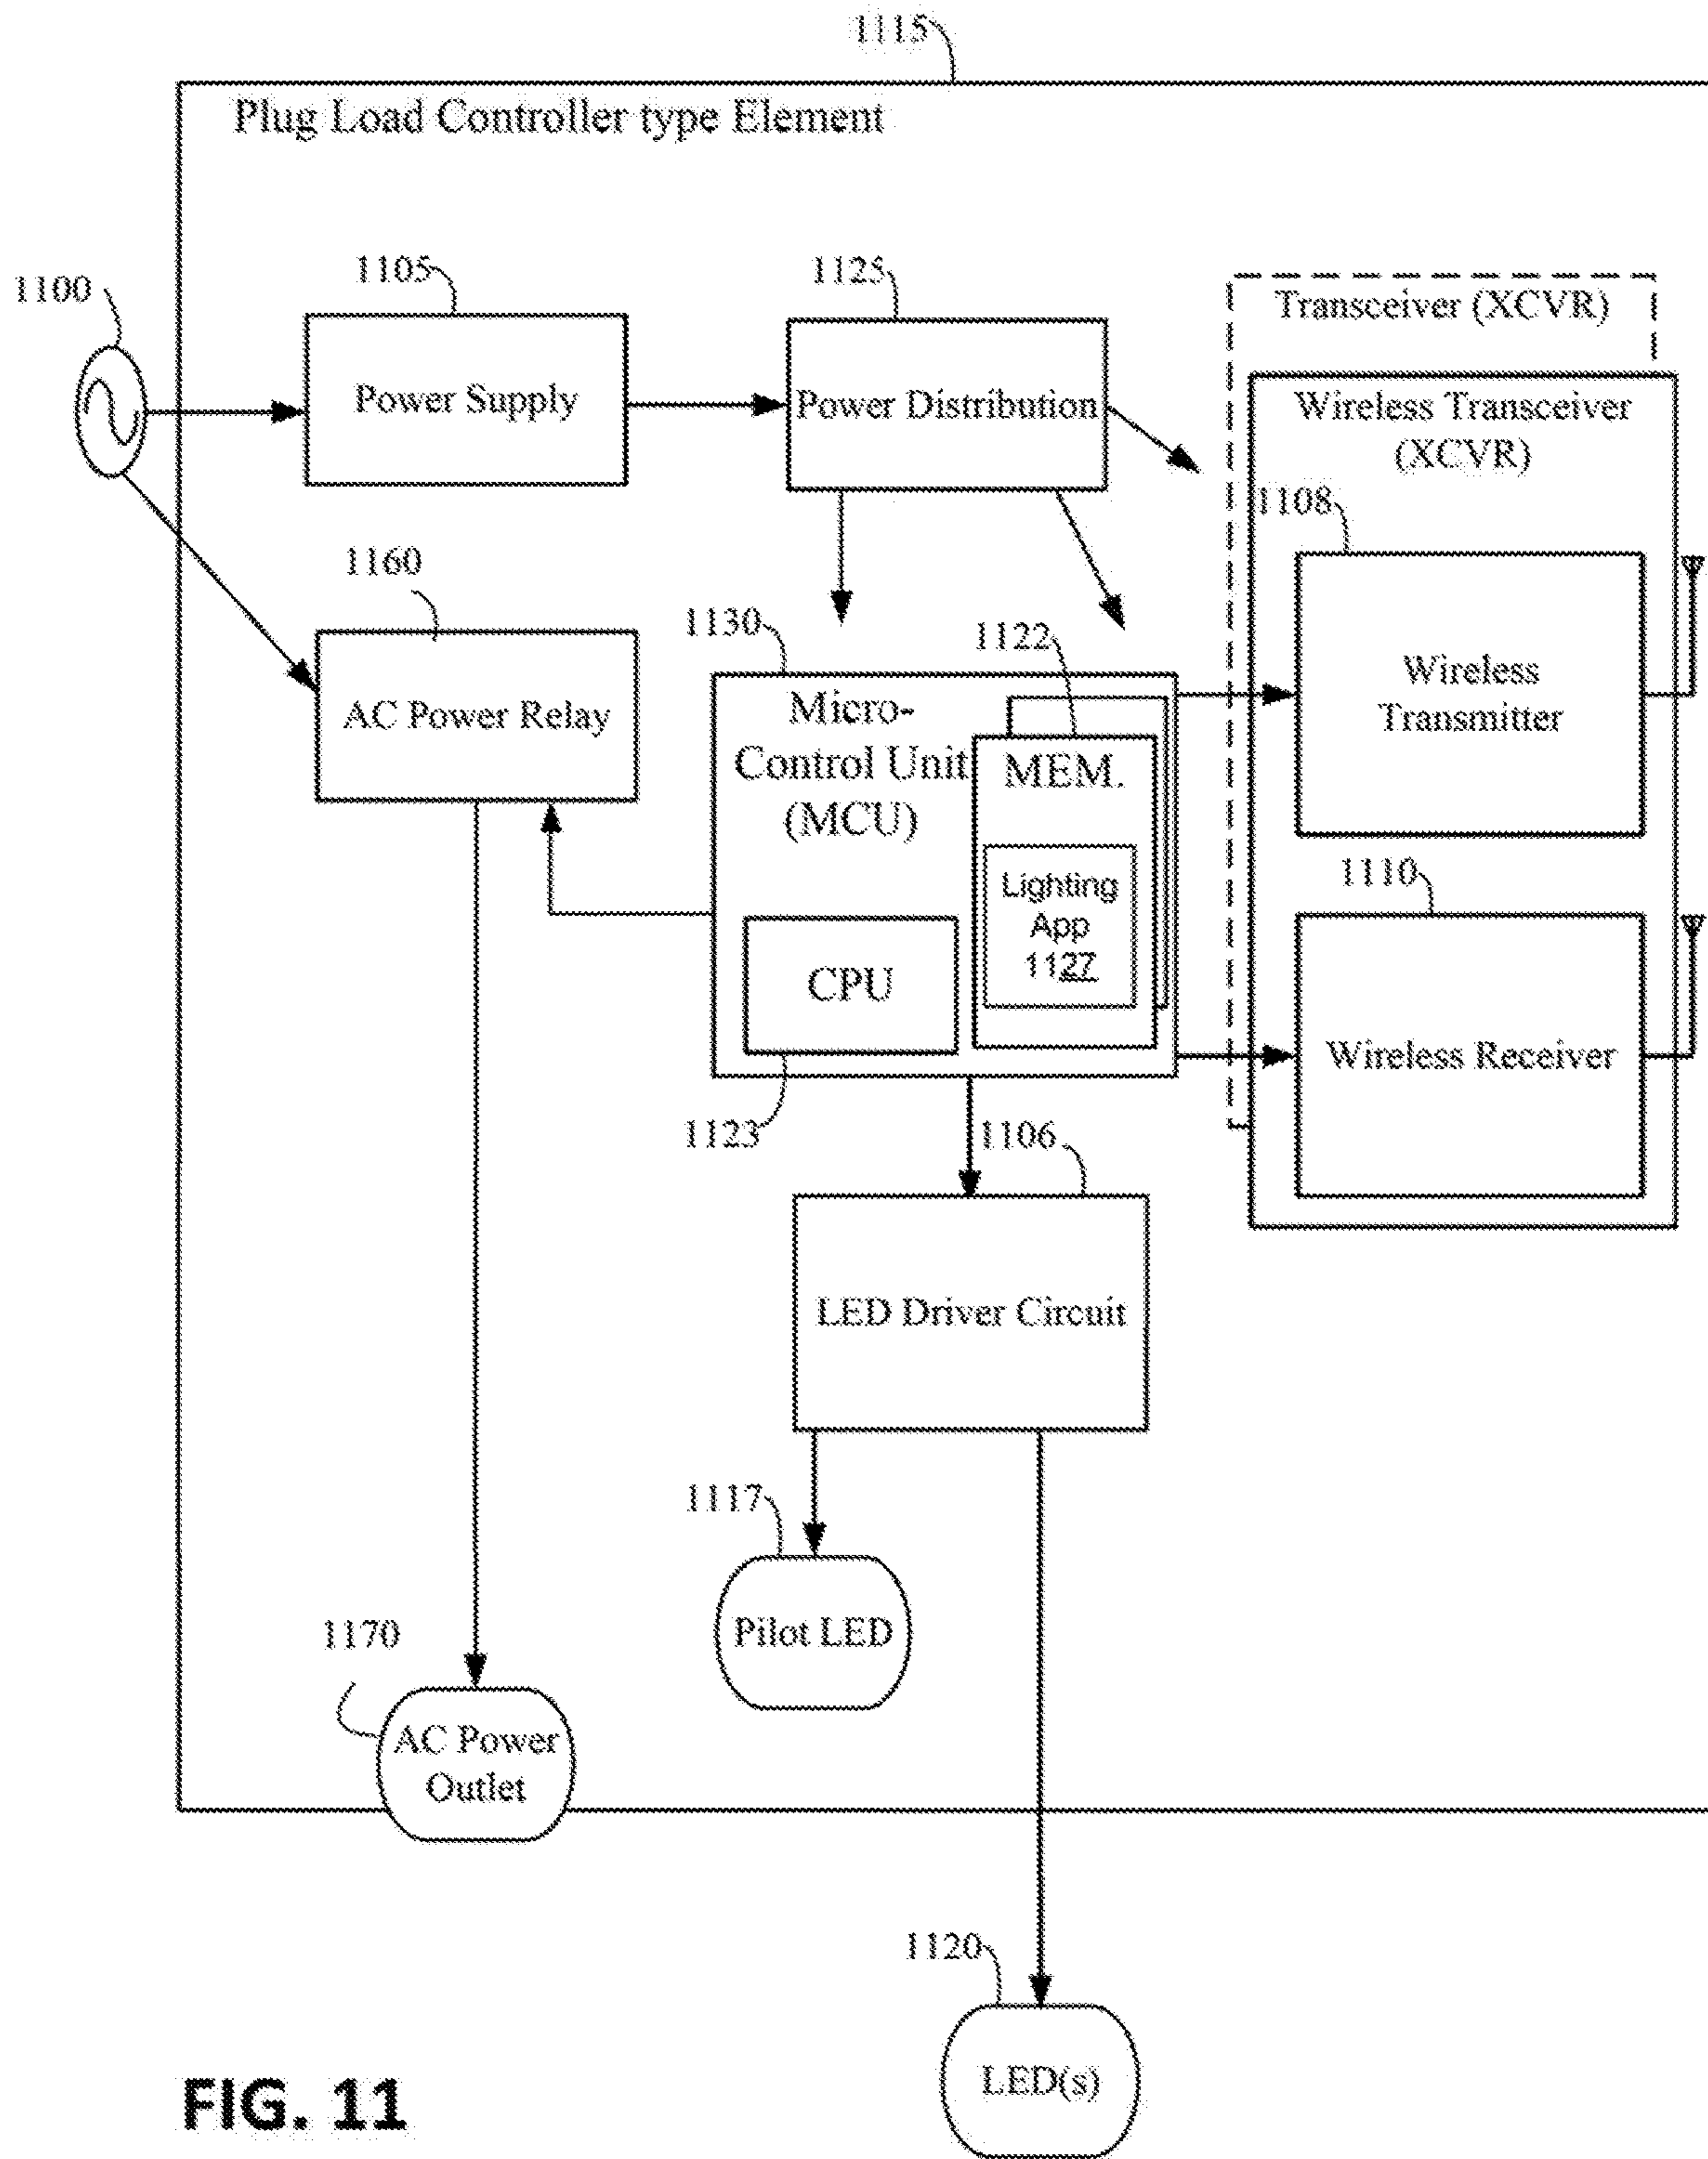 1115
Plug Load Controller type Element
1100
1105
1125
Transceiver (XCVR)
Power Supply
Power Distribution
Wireless Transceiver
(XCVR)
1108
1160
1130
1122
AC Power Relay
Micro-
Control Unit
(MCU)
MEM.
Wireless
Transmitter
Lighting
App
1127
1110
CPU
Wireless Receiver
1123
1106
LED Driver Circuit
1117
Pilot LED
1170
AC Power
Outlet
1120
LED(s)
FIG. 11